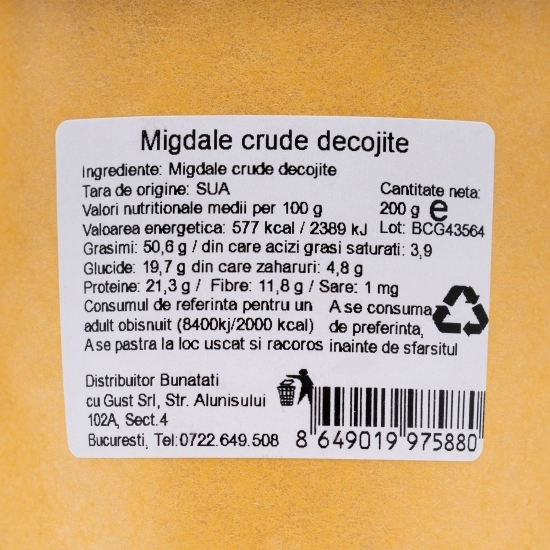 Migdale crude decojite
Ingrediente: Migdale crude decojite
Tara de origine: SUA
Cantitate neta:
Valori nutritionale medii per 100 g
200 g e
Valoarea energetica: 577 kcal / 2389 kJ
Lot: BCG43564
Grasimi: 50,6 g / din care acizi grasi saturati: 3,9
Glucide: 19,7 g din care zaharuri: 4,8 g
Proteine: 21,3 g / Fibre: 11,8 g / Sare: 1 mg
Consumul de referinta pentru un
A se consuma
adult obisnuit (8400kj/2000 kcal)
de preferinta,
A se pastra la loc uscat si racoros
inainte de sfarsitul
Distribuitor Bunatati
cu Gust Srl, Str. Alunisului
102A, Sect.4
Bucuresti, Tel:0722.649.508
8 649019 975880